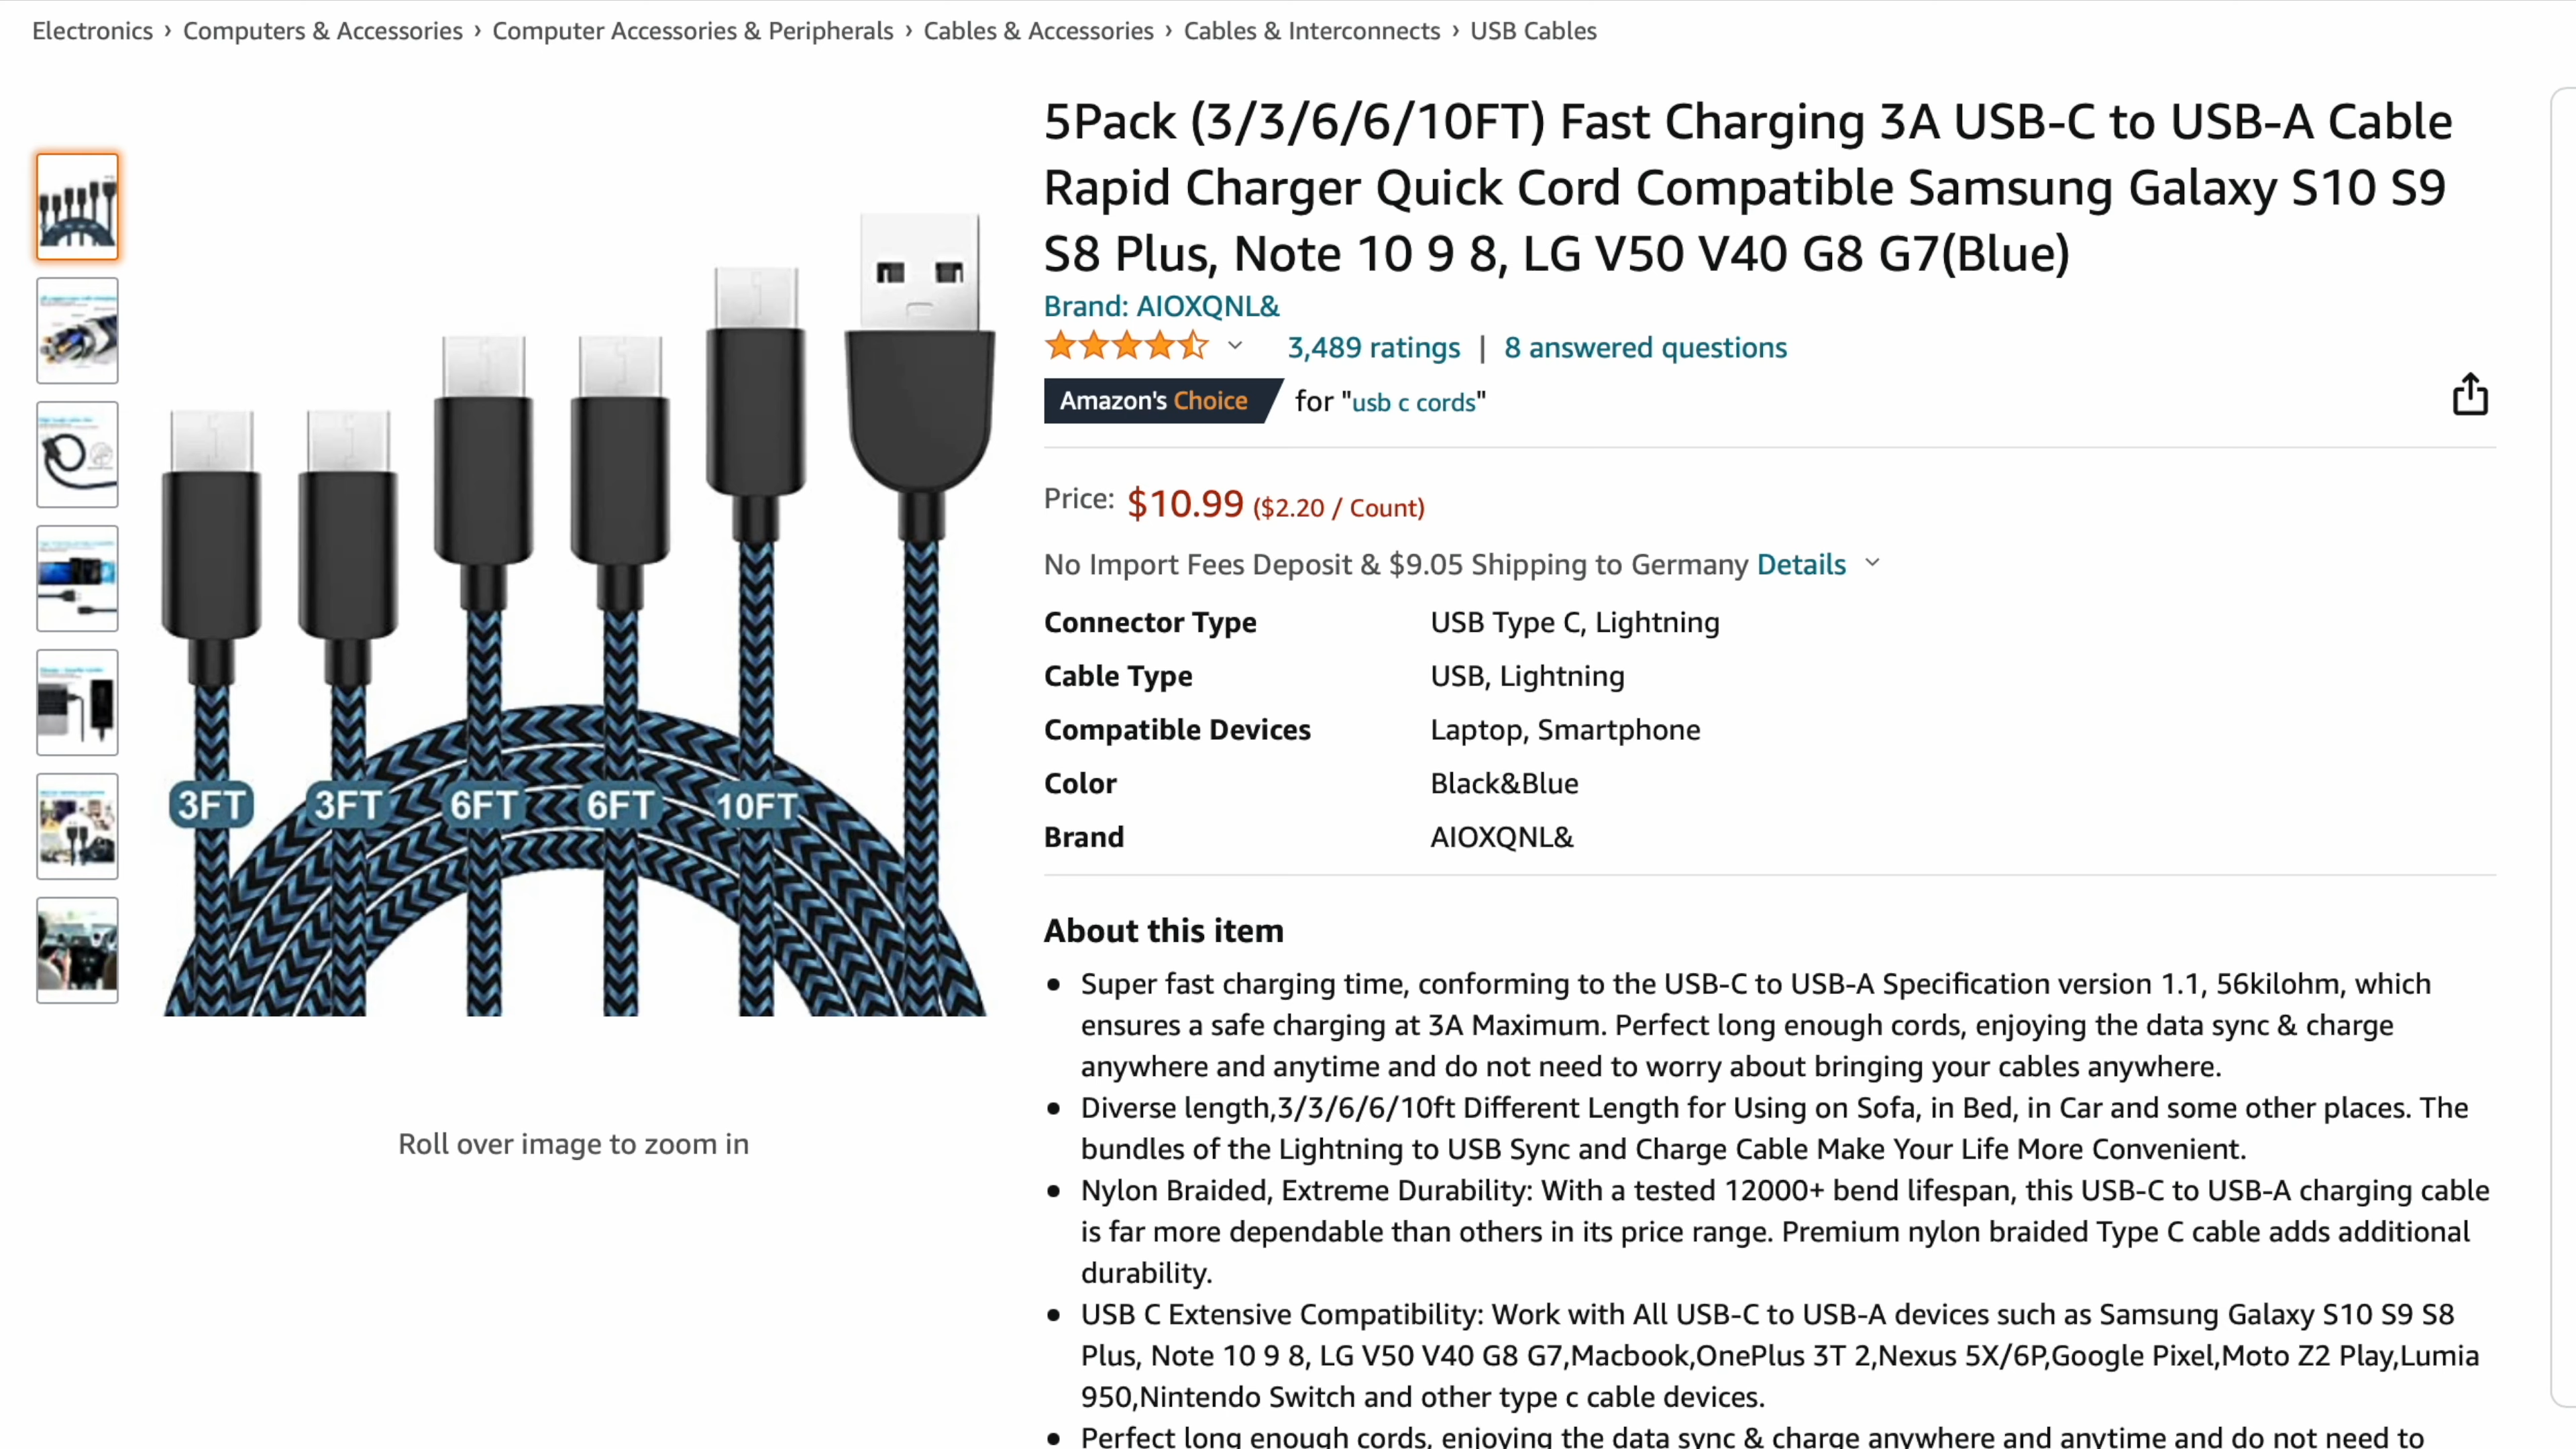 Electronics › Computers & Accessories › Computer Accessories & Peripherals › Cables & Accessories › Cables & Interconnects › USB Cables
5Pack (3/3/6/6/10FT) Fast Charging 3A USB-C to USB-A Cable
Rapid Charger Quick Cord Compatible Samsung Galaxy S10 S9
S8 Plus, Note 10 9 8, LG V50 V40 G8 G7(Blue)
Brand: AIOXQNL&
3,489 ratings | 8 answered questions
Amazon's Choice for "usb c cords"
Price: $10.99 ($2.20 / Count)
No Import Fees Deposit & $9.05 Shipping to Germany Details
Connector Type USB Type C, Lightning
Cable Type USB, Lightning
Compatible Devices Laptop, Smartphone
Color Black&Blue
Brand AIOXQNL&
3FT 3FT 6FT 6FT 10FT
Roll over image to zoom in
About this item
• Super fast charging time, conforming to the USB-C to USB-A Specification version 1.1, 56kilohm, which
ensures a safe charging at 3A Maximum. Perfect long enough cords, enjoying the data sync & charge
anywhere and anytime and do not need to worry about bringing your cables anywhere.
• Diverse length,3/3/6/6/10ft Different Length for Using on Sofa, in Bed, in Car and some other places. The
bundles of the Lightning to USB Sync and Charge Cable Make Your Life More Convenient.
• Nylon Braided, Extreme Durability: With a tested 12000+ bend lifespan, this USB-C to USB-A charging cable
is far more dependable than others in its price range. Premium nylon braided Type C cable adds additional
durability.
• USB C Extensive Compatibility: Work with All USB-C to USB-A devices such as Samsung Galaxy S10 S9 S8
Plus, Note 10 9 8, LG V50 V40 G8 G7,Macbook,OnePlus 3T 2,Nexus 5X/6P,Google Pixel,Moto Z2 Play,Lumia
950,Nintendo Switch and other type c cable devices.
• Perfect long enough cords, enjoying the data sync & charge anywhere and anytime and do not need to